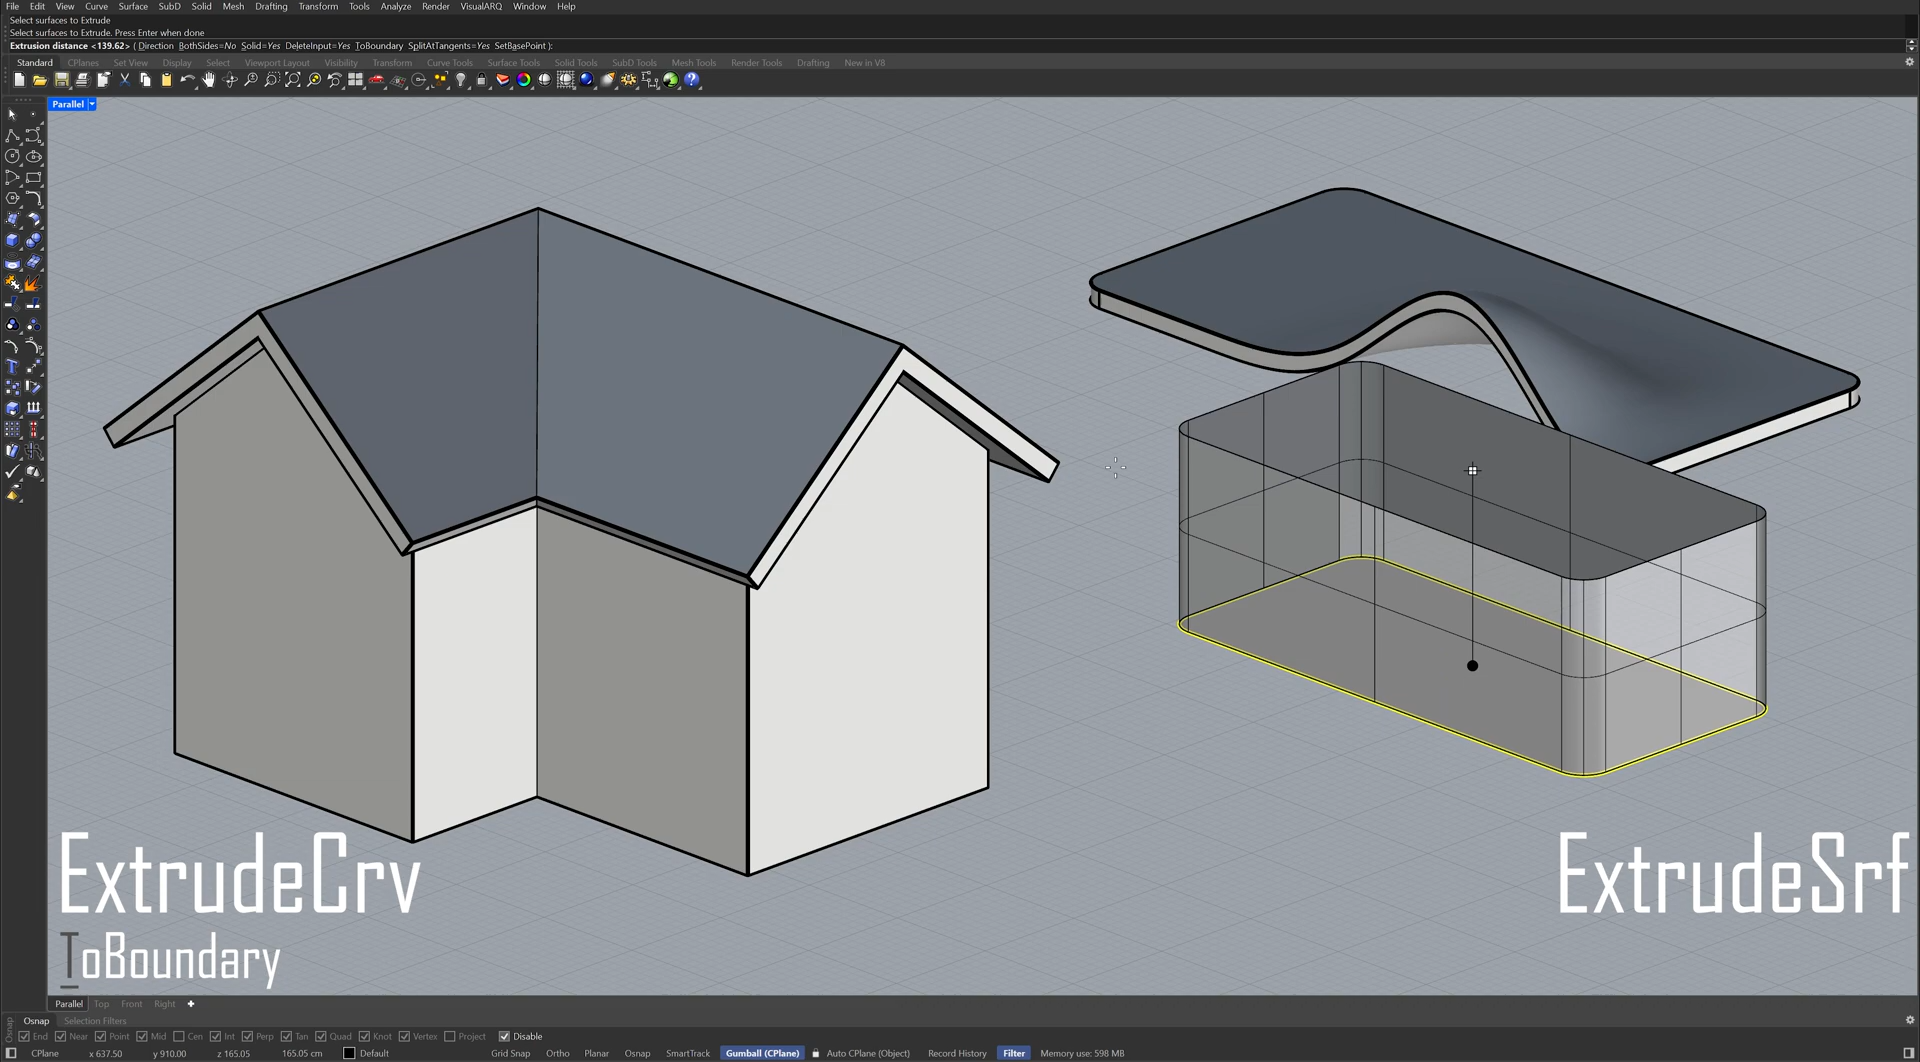 File Edit View Curve Surface SubD Solid Mesh Drafting Transform Tools Analyze Render VisualARQ Window Help
Select surfaces to Extrude
Select surfaces to Extrude. Press Enter when done
Extrusion distance <139.62> ( Direction BothSides=No Solid=Yes DeleteInput=Yes ToBoundary SplitAtTangents=Yes SetBasePoint ):
Standard CPlanes Set View Display Select Viewport Layout Visibility Transform Curve Tools Surface Tools Solid Tools SubD Tools Mesh Tools Render Tools Drafting New in V8
Parallel
ExtrudeCrv
ToBoundary
ExtrudeSrf
Parallel Top Front Right
Osnap Selection Filters
Osnap
End Near Point Mid Cen Int Perp Tan Quad Knot Vertex Project Disable
CPlane x 637.50 y 910.00 z 165.05 165.05 cm Default Grid Snap Ortho Planar Osnap SmartTrack Gumball (CPlane) Auto CPlane (Object) Record History Filter Memory use: 598 MB